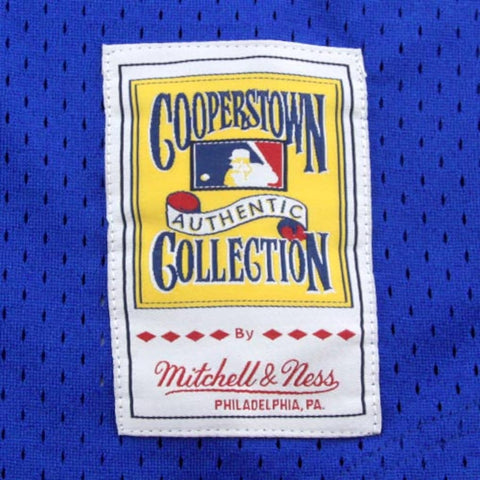 COOPERSTOWN
AUTHENTIC
COLLECTION
By
Mitchell & Ness
PHILADELPHIA, PA.